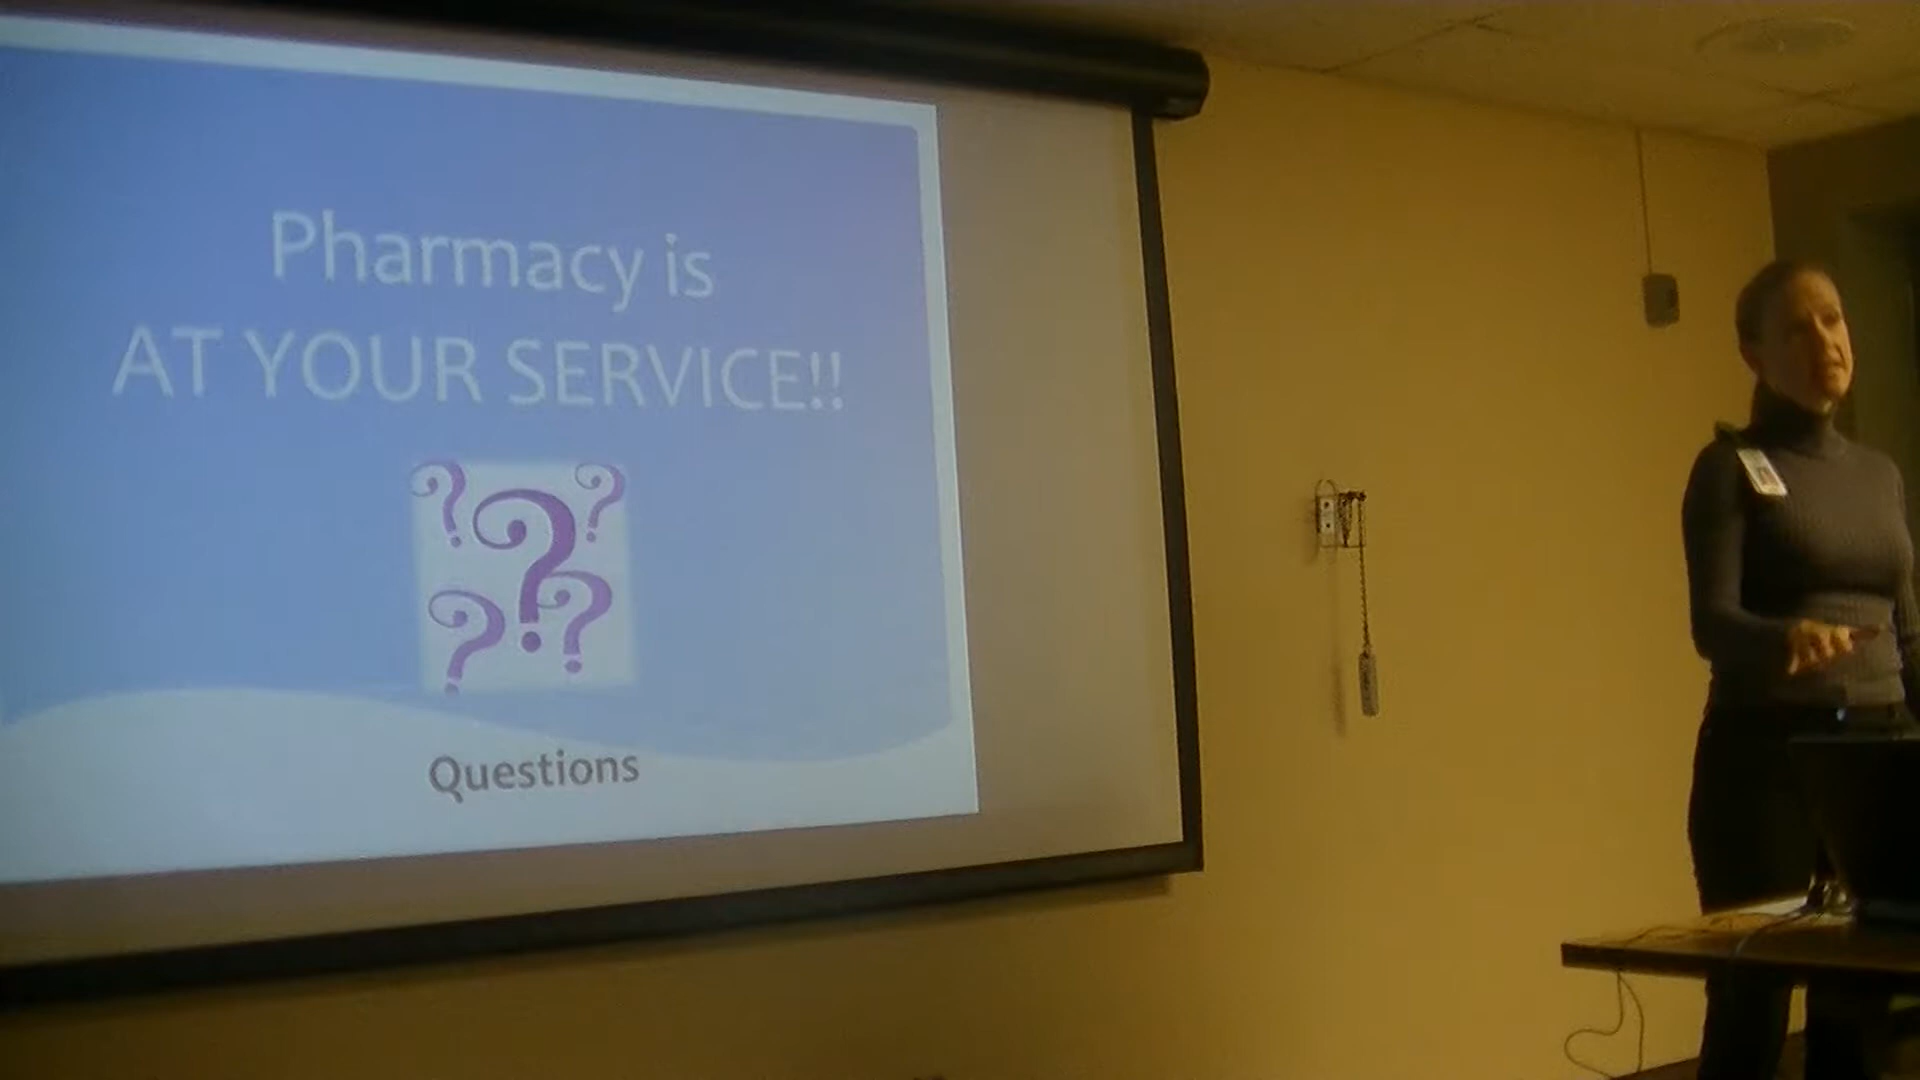 Pharmacy is
AT YOUR SERVICE!!
? ? ? ? ?
Questions